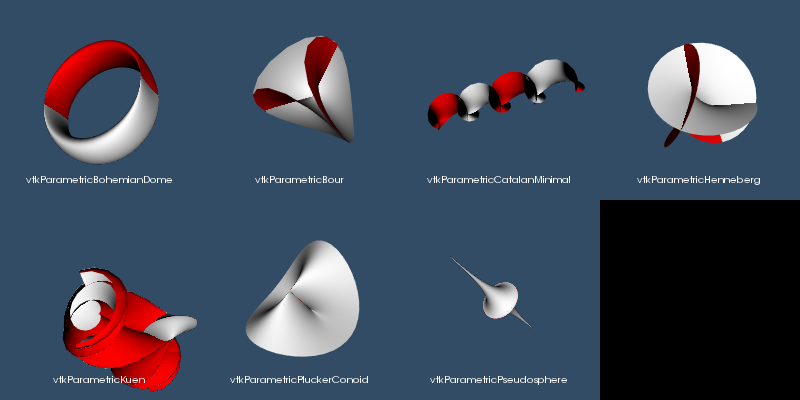 vtkParametricBohemianDome
vtkParametricBour
vtkParametricCatalanMinimal
vtkParametricHenneberg
vtkParametricKuen
vtkParametricPluckerConoid
vtkParametricPseudosphere